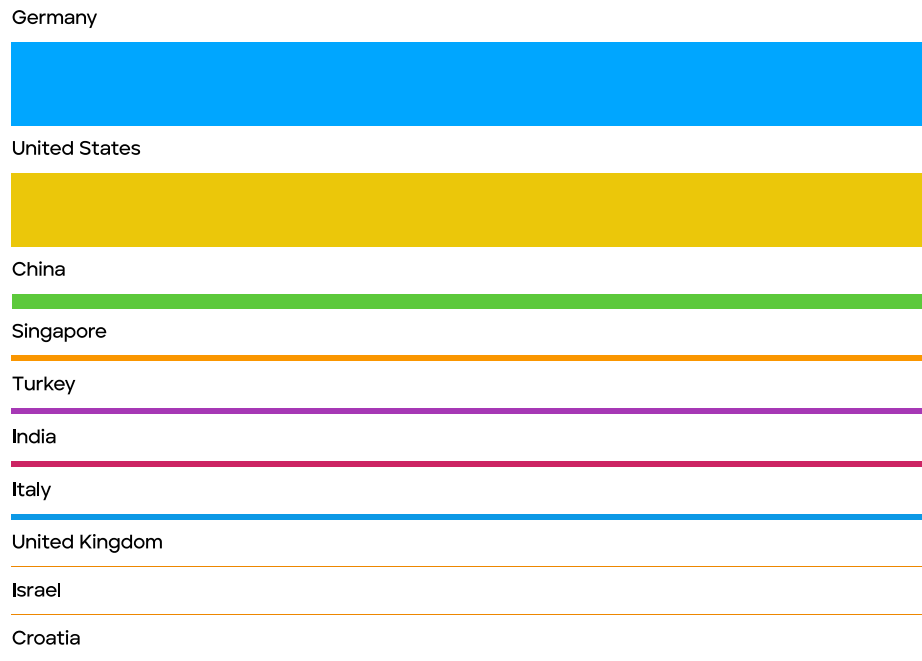 Germany
United States
China
Singapore
Turkey
India
Italy
United Kingdom
Israel
Croatia